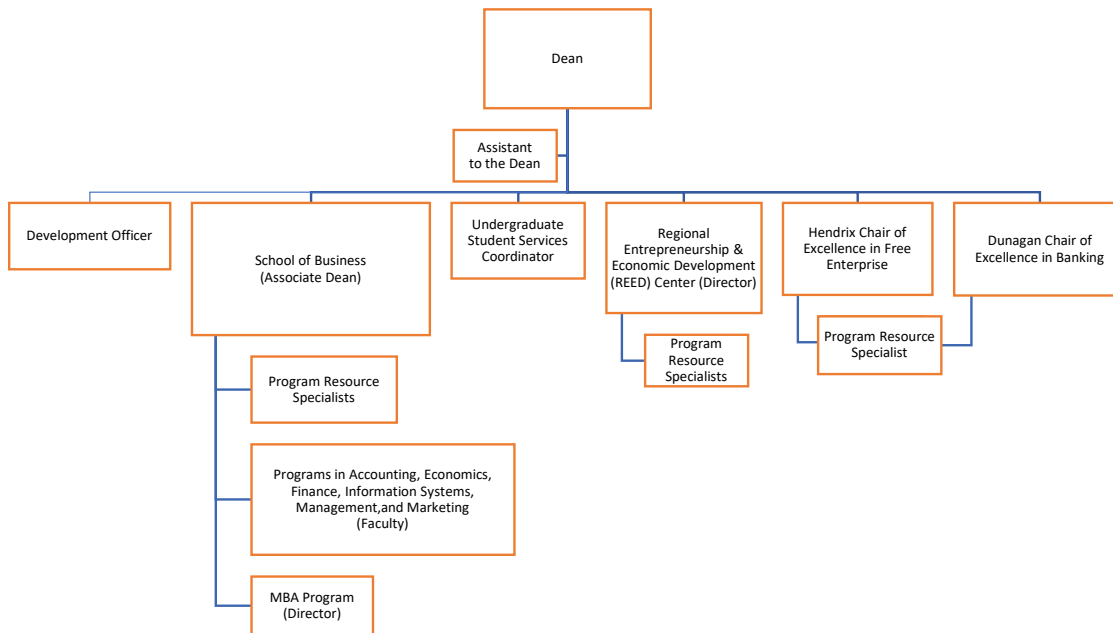 Dean
Assistant
to the Dean
Development Officer
School of Business
(Associate Dean)
Undergraduate
Student Services
Coordinator
Regional
Entrepreneurship &
Economic Development
(REED) Center (Director)
Hendrix Chair of
Excellence in Free
Enterprise
Dunagan Chair of
Excellence in Banking
Program Resource
Specialists
Program
Resource
Specialists
Program Resource
Specialist
Programs in Accounting, Economics,
Finance, Information Systems,
Management,and Marketing
(Faculty)
MBA Program
(Director)